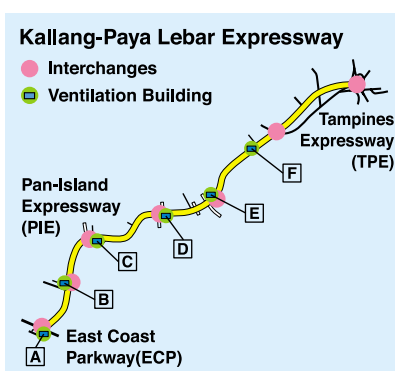 Kallang-Paya Lebar Expressway
Interchanges
Ventilation Building
Tampines
Expressway
(TPE)
F
Pan-Island
Expressway
(PIE)
E
D
C
B
A
East Coast
Parkway(ECP)